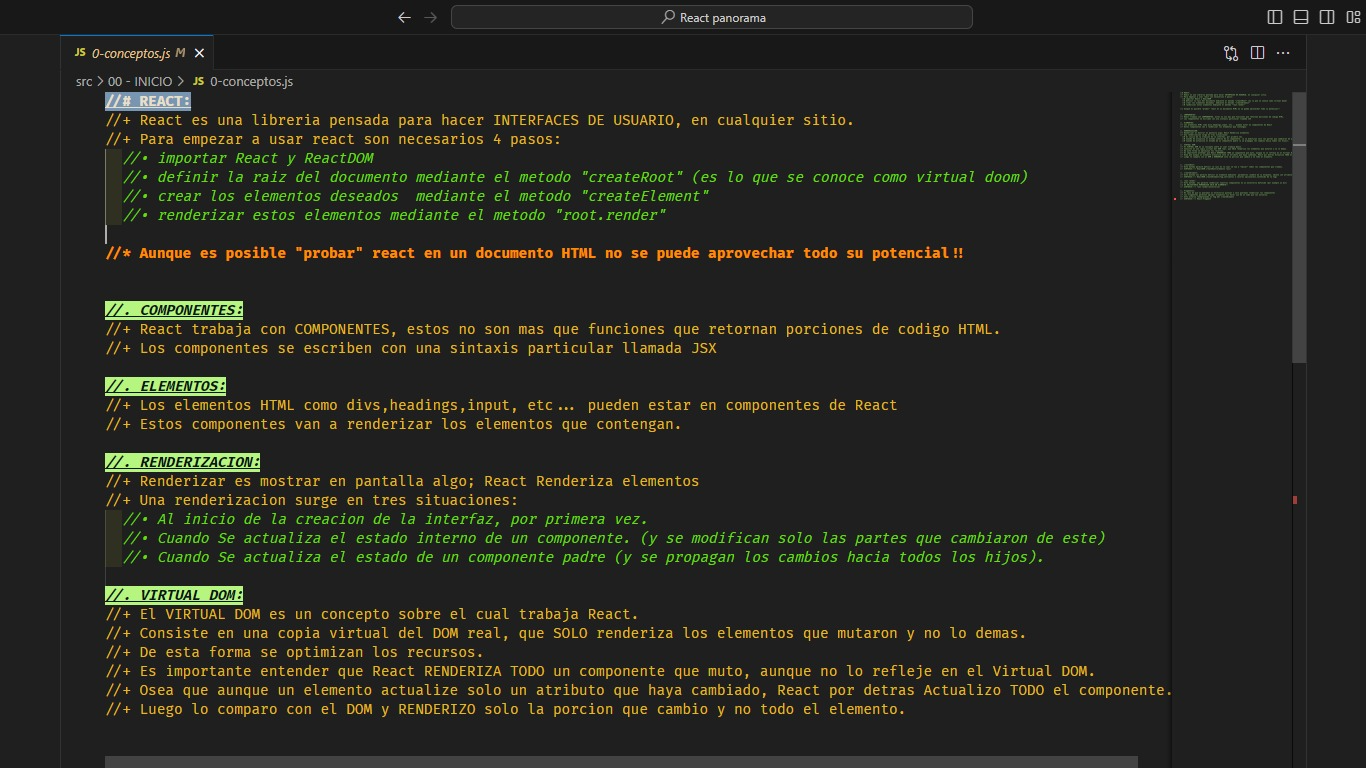 React panorama
JS 0-conceptos.js M
src > 00 - INICIO > JS 0-conceptos.js
//# REACT:
//+ React es una libreria pensada para hacer INTERFACES DE USUARIO, en cualquier sitio.
//+ Para empezar a usar react son necesarios 4 pasos:
//• importar React y ReactDOM
//• definir la raiz del documento mediante el metodo "createRoot" (es lo que se conoce como virtual doom)
//• crear los elementos deseados  mediante el metodo "createElement"
//• renderizar estos elementos mediante el metodo "root.render"
//* Aunque es posible "probar" react en un documento HTML no se puede aprovechar todo su potencial!!
//. COMPONENTES:
//+ React trabaja con COMPONENTES, estos no son mas que funciones que retornan porciones de codigo HTML.
//+ Los componentes se escriben con una sintaxis particular llamada JSX
//. ELEMENTOS:
//+ Los elementos HTML como divs,headings,input, etc... pueden estar en componentes de React
//+ Estos componentes van a renderizar los elementos que contengan.
//. RENDERIZACION:
//+ Renderizar es mostrar en pantalla algo; React Renderiza elementos
//+ Una renderizacion surge en tres situaciones:
//• Al inicio de la creacion de la interfaz, por primera vez.
//• Cuando Se actualiza el estado interno de un componente. (y se modifican solo las partes que cambiaron de este)
//• Cuando Se actualiza el estado de un componente padre (y se propagan los cambios hacia todos los hijos).
//. VIRTUAL DOM:
//+ El VIRTUAL DOM es un concepto sobre el cual trabaja React.
//+ Consiste en una copia virtual del DOM real, que SOLO renderiza los elementos que mutaron y no lo demas.
//+ De esta forma se optimizan los recursos.
//+ Es importante entender que React RENDERIZA TODO un componente que muto, aunque no lo refleje en el Virtual DOM.
//+ Osea que aunque un elemento actualize solo un atributo que haya cambiado, React por detras Actualizo TODO el componente.
//+ Luego lo comparo con el DOM y RENDERIZO solo la porcion que cambio y no todo el elemento.